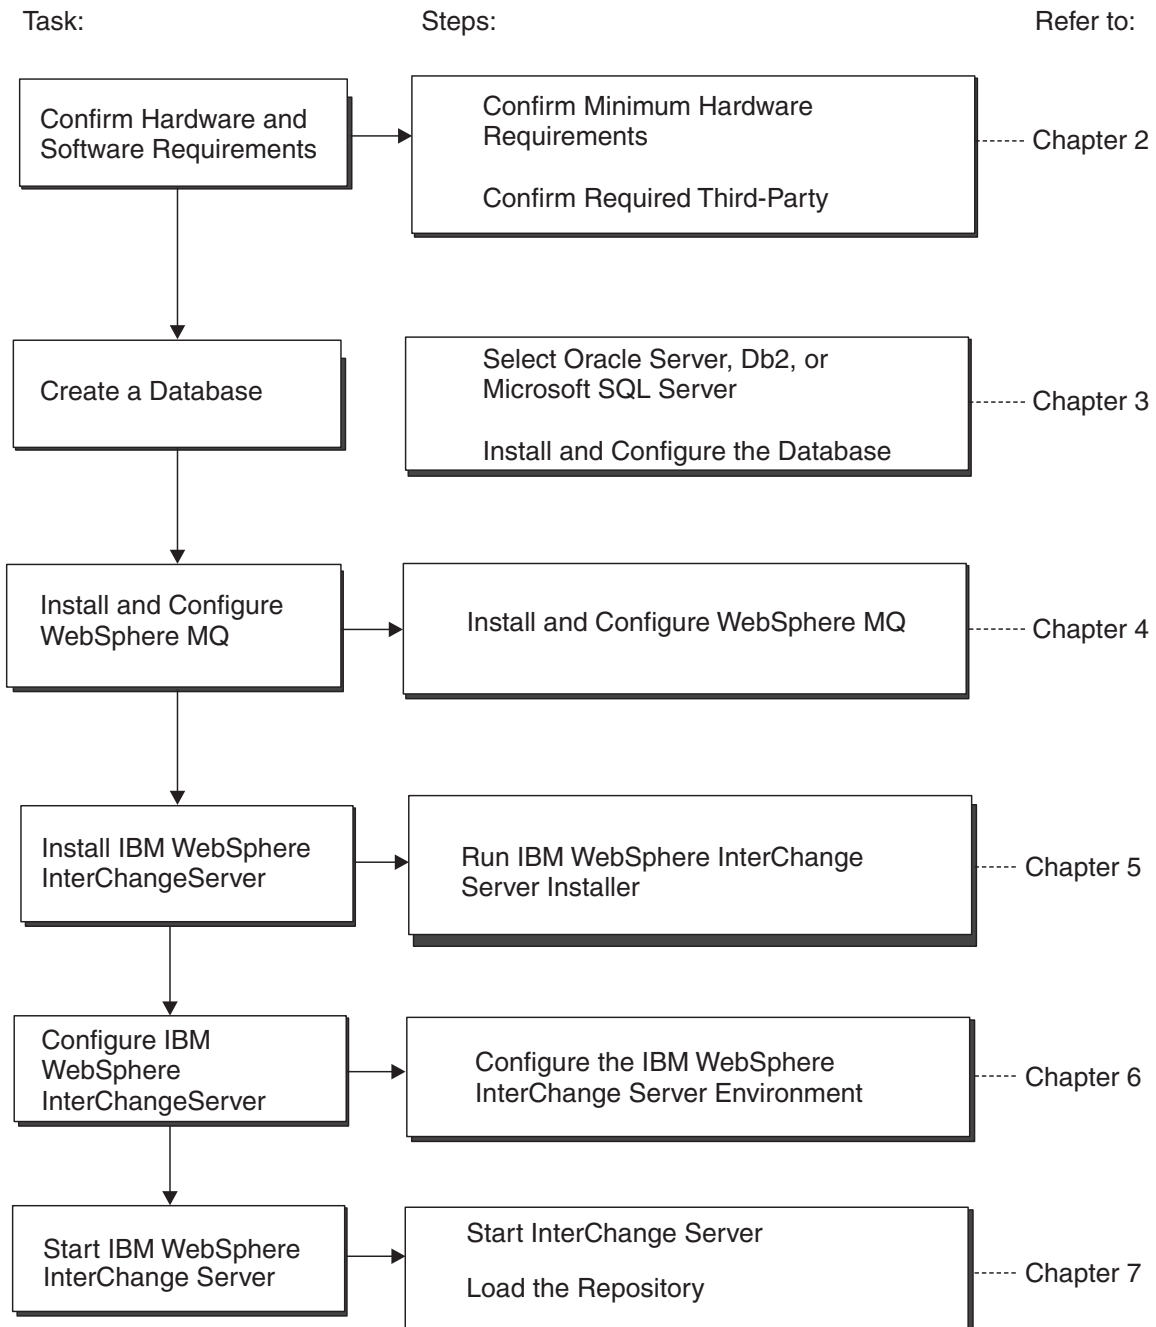 Task:
Steps:
Refer to:
Confirm Hardware and
Software Requirements
Confirm Minimum Hardware
Requirements
Confirm Required Third-Party
Chapter 2
Create a Database
Select Oracle Server, Db2, or
Microsoft SQL Server
Install and Configure the Database
Chapter 3
Install and Configure
WebSphere MQ
Install and Configure WebSphere MQ
Chapter 4
Install IBM WebSphere
InterChangeServer
Run IBM WebSphere InterChange
Server Installer
Chapter 5
Configure IBM
WebSphere
InterChangeServer
Configure the IBM WebSphere
InterChange Server Environment
Chapter 6
Start IBM WebSphere
InterChange Server
Start InterChange Server
Load the Repository
Chapter 7